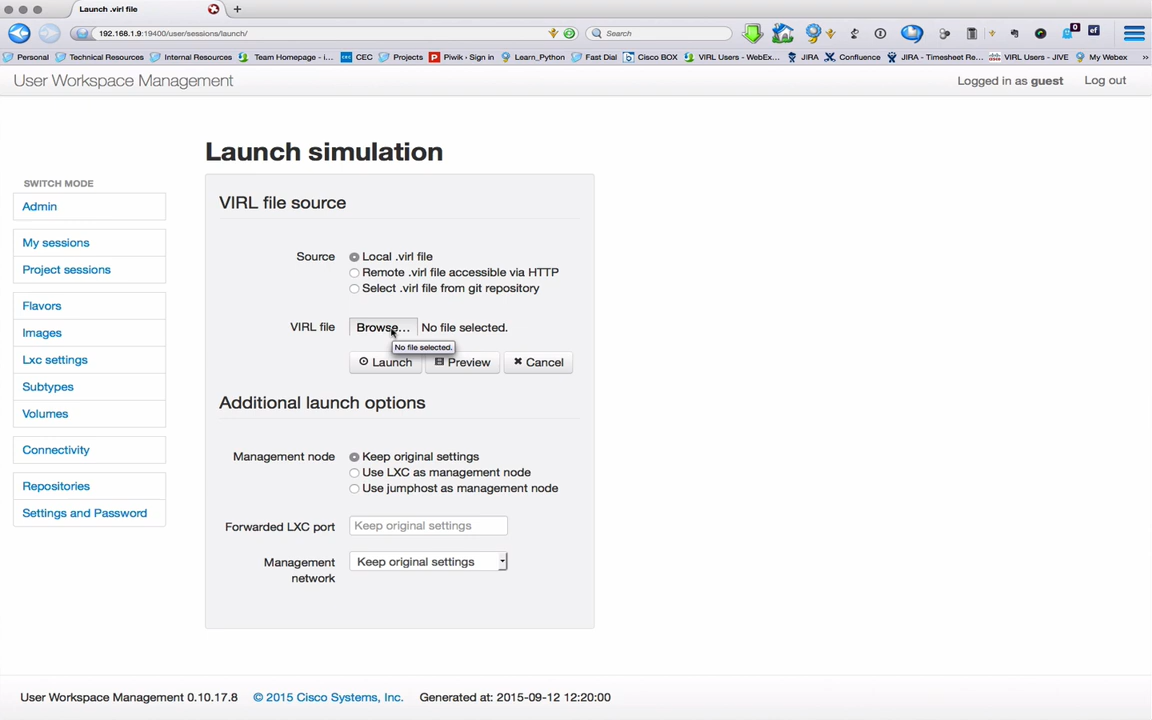 Launch .virl file
192.168.1.9:19400/user/sessions/launch/
Search
0
ef
Personal Technical Resources Internal Resources Team Homepage - i... CEC Projects Piwik - Sign in Learn_Python Fast Dial Cisco BOX VIRL Users - WebEx... JIRA Confluence JIRA - Timesheet Re... VIRL Users - JIVE My Webex
User Workspace Management
Logged in as guest
Log out
Launch simulation
SWITCH MODE
Admin
My sessions
Project sessions
Flavors
Images
Lxc settings
Subtypes
Volumes
Connectivity
Repositories
Settings and Password
VIRL file source
Source
Local .virl file
Remote .virl file accessible via HTTP
Select .virl file from git repository
VIRL file
Browse...
No file selected.
No file selected.
Launch
Preview
Cancel
Additional launch options
Management node
Keep original settings
Use LXC as management node
Use jumphost as management node
Forwarded LXC port
Keep original settings
Management
network
Keep original settings
User Workspace Management 0.10.17.8
© 2015 Cisco Systems, Inc.
Generated at: 2015-09-12 12:20:00